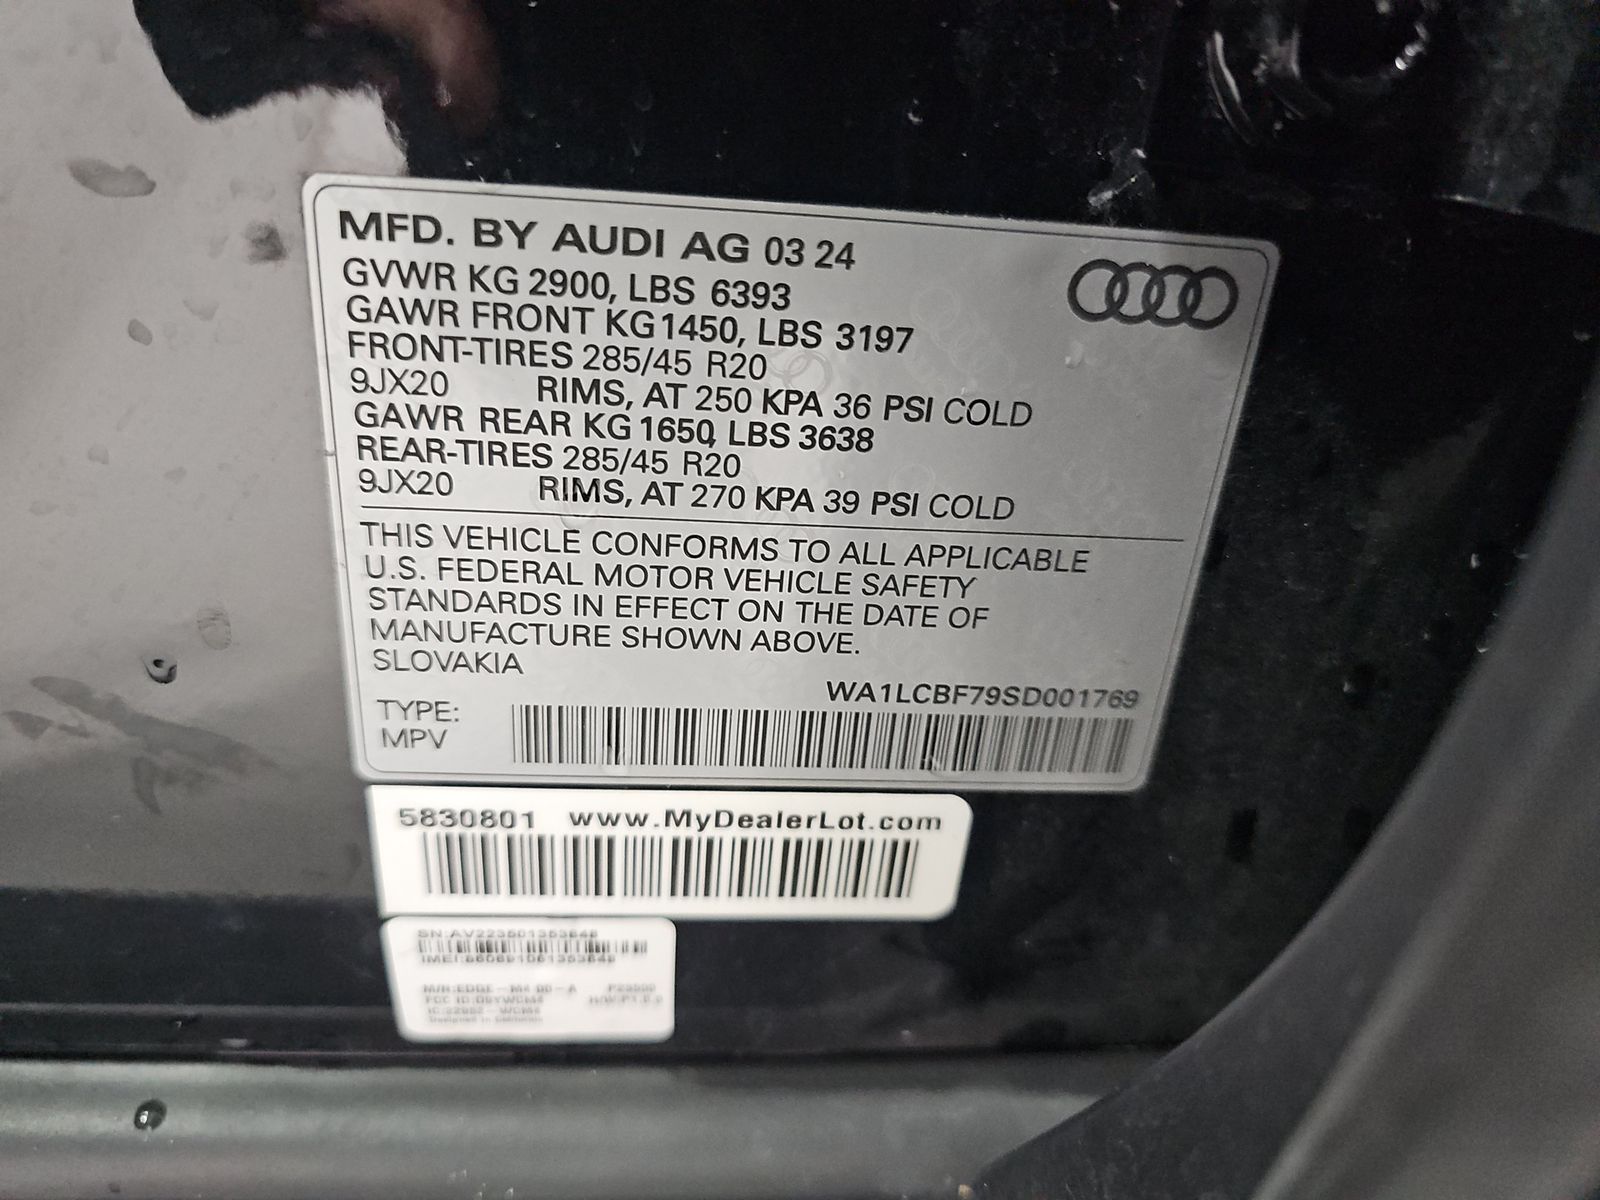 MFD. BY AUDI AG 03 24
GVWR KG 2900, LBS 6393
GAWR FRONT KG 1450, LBS 3197
FRONT-TIRES 285/45 R20
9JX20 RIMS, AT 250 KPA 36 PSI COLD
GAWR REAR KG 1650, LBS 3638
REAR-TIRES 285/45 R20
9JX20 RIMS, AT 270 KPA 39 PSI COLD
THIS VEHICLE CONFORMS TO ALL APPLICABLE
U.S. FEDERAL MOTOR VEHICLE SAFETY
STANDARDS IN EFFECT ON THE DATE OF
MANUFACTURE SHOWN ABOVE.
SLOVAKIA
WA1LCBF79SD001769
TYPE:
MPV
5830801 www.MyDealerLot.com
Designed in California